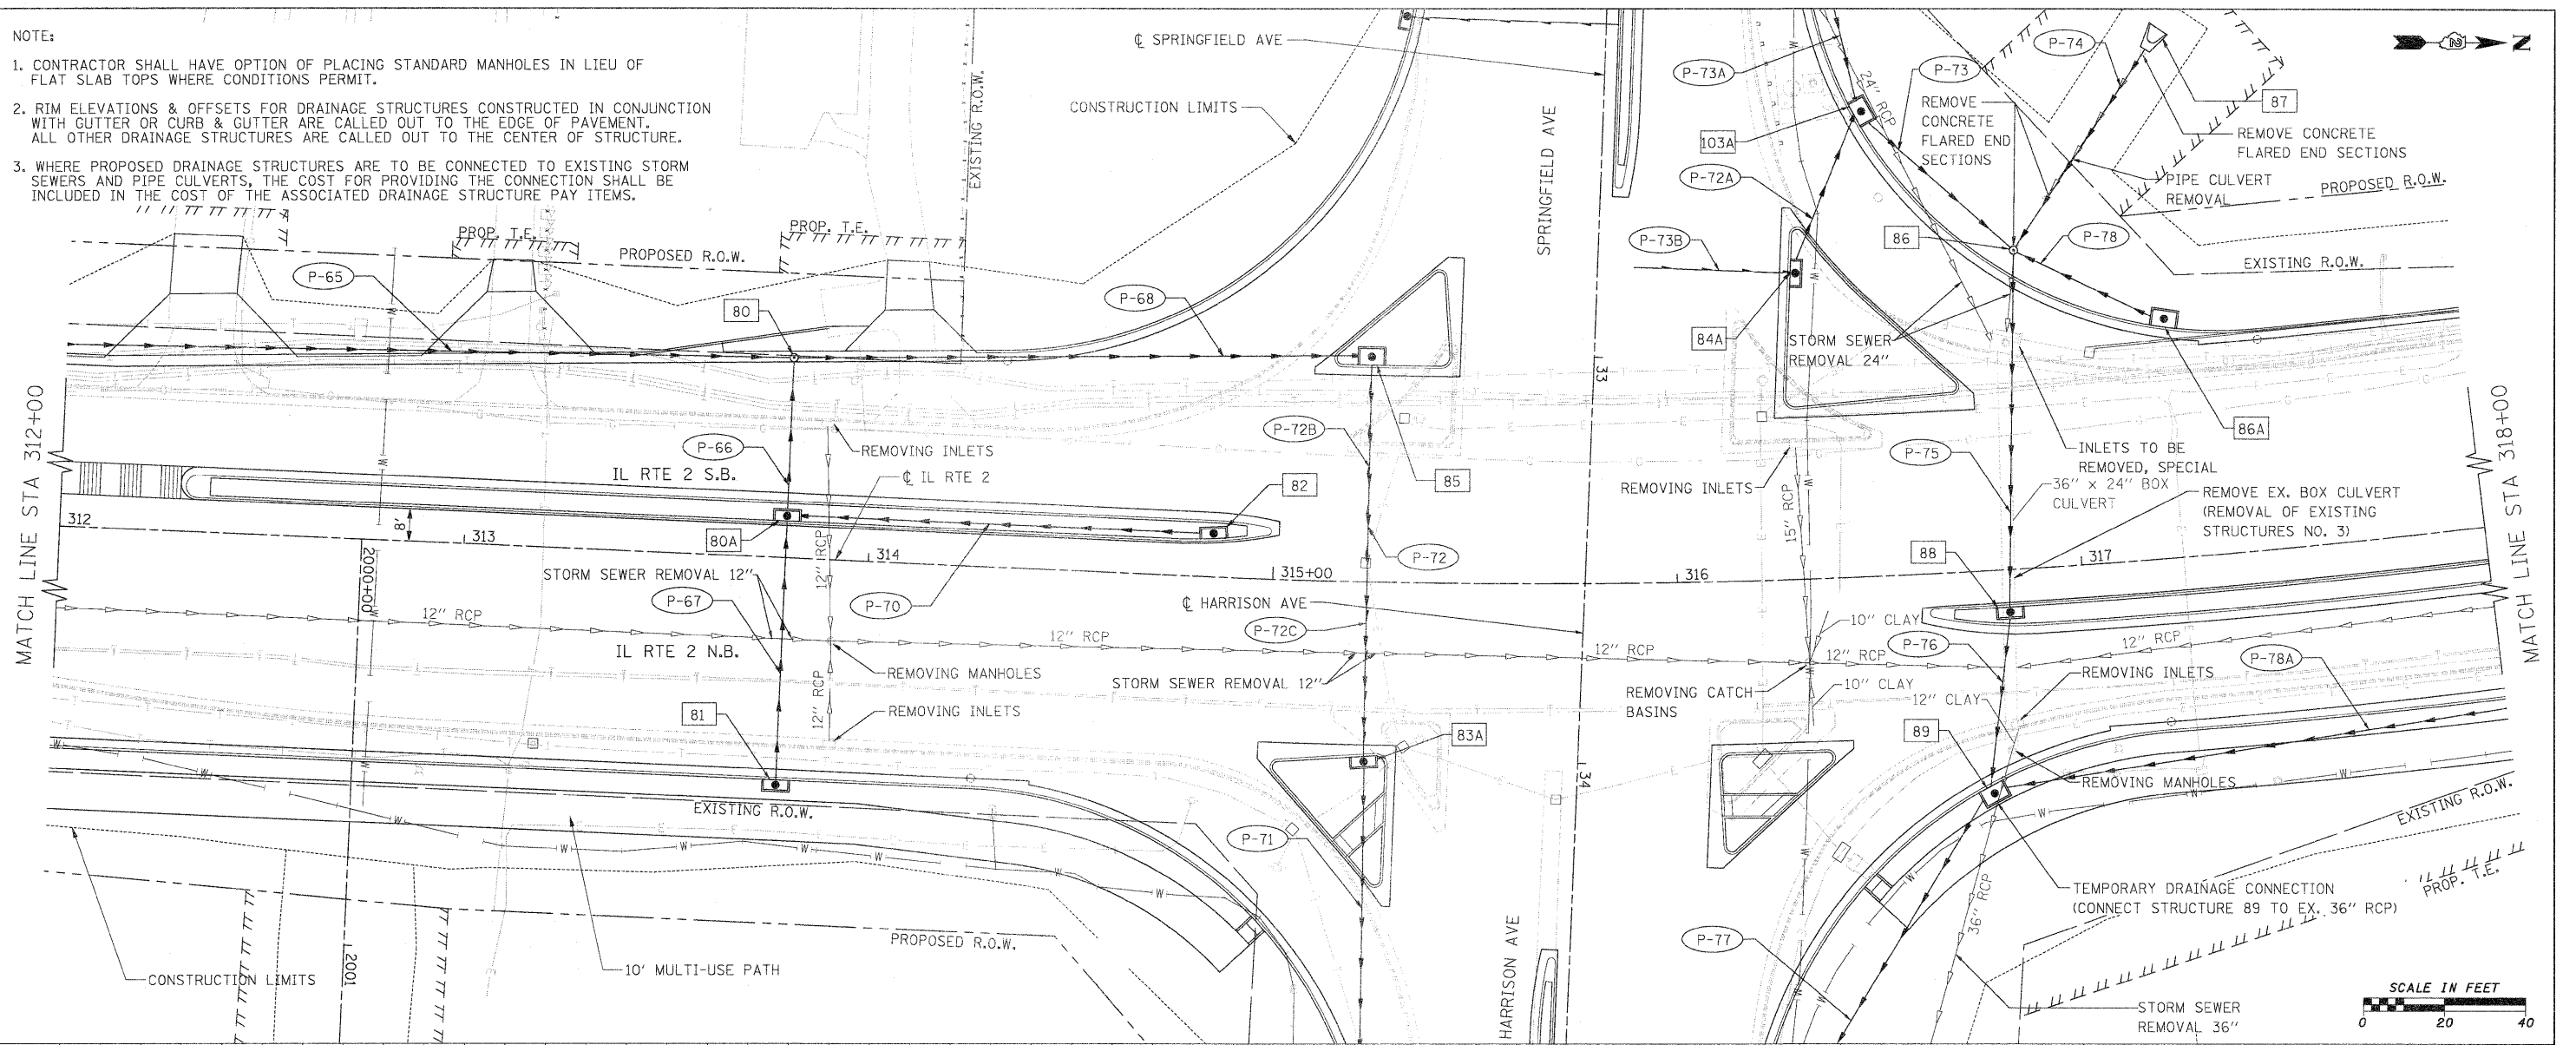 NOTE:
1. CONTRACTOR SHALL HAVE OPTION OF PLACING STANDARD MANHOLES IN LIEU OF
FLAT SLAB TOPS WHERE CONDITIONS PERMIT.
2. RIM ELEVATIONS & OFFSETS FOR DRAINAGE STRUCTURES CONSTRUCTED IN CONJUNCTION
WITH GUTTER OR CURB & GUTTER ARE CALLED OUT TO THE EDGE OF PAVEMENT.
ALL OTHER DRAINAGE STRUCTURES ARE CALLED OUT TO THE CENTER OF STRUCTURE.
3. WHERE PROPOSED DRAINAGE STRUCTURES ARE TO BE CONNECTED TO EXISTING STORM
SEWERS AND PIPE CULVERTS, THE COST FOR PROVIDING THE CONNECTION SHALL BE
INCLUDED IN THE COST OF THE ASSOCIATED DRAINAGE STRUCTURE PAY ITEMS.
EXISTING R.O.W.
℄ SPRINGFIELD AVE
CONSTRUCTION LIMITS
SPRINGFIELD AVE
P-73A
24" RCP
P-73
P-74
N
REMOVE
CONCRETE
FLARED END
SECTIONS
87
REMOVE CONCRETE
FLARED END SECTIONS
103A
P-72A
PIPE CULVERT
REMOVAL
PROPOSED R.O.W.
PROP. T.E.
PROP. T.E.
PROPOSED R.O.W.
P-73B
86
P-78
EXISTING R.O.W.
P-65
80
P-68
84A
STORM SEWER
REMOVAL 24"
33
MATCH LINE STA 312+00
MATCH LINE STA 318+00
P-66
REMOVING INLETS
P-72B
86A
IL RTE 2 S.B.
℄ IL RTE 2
82
85
REMOVING INLETS
P-75
INLETS TO BE
REMOVED, SPECIAL
36" x 24" BOX
CULVERT
REMOVE EX. BOX CULVERT
(REMOVAL OF EXISTING
STRUCTURES NO. 3)
312
8'
313
80A
12" RCP
314
15" RCP
P-72
88
317
2000+00
STORM SEWER REMOVAL 12"
315+00
316
P-67
P-70
℄ HARRISON AVE
12" RCP
12" RCP
P-72C
12" RCP
10" CLAY
12" RCP
P-76
12" RCP
IL RTE 2 N.B.
REMOVING MANHOLES
STORM SEWER REMOVAL 12"
REMOVING CATCH
BASINS
10" CLAY
12" CLAY
REMOVING INLETS
P-78A
12" RCP
81
REMOVING INLETS
83A
89
34
REMOVING MANHOLES
EXISTING R.O.W.
EXISTING R.O.W.
P-71
PROP. T.E.
TEMPORARY DRAINAGE CONNECTION
(CONNECT STRUCTURE 89 TO EX. 36" RCP)
36" RCP
HARRISON AVE
P-77
PROPOSED R.O.W.
2001
10' MULTI-USE PATH
CONSTRUCTION LIMITS
STORM SEWER
REMOVAL 36"
SCALE IN FEET
0 20 40